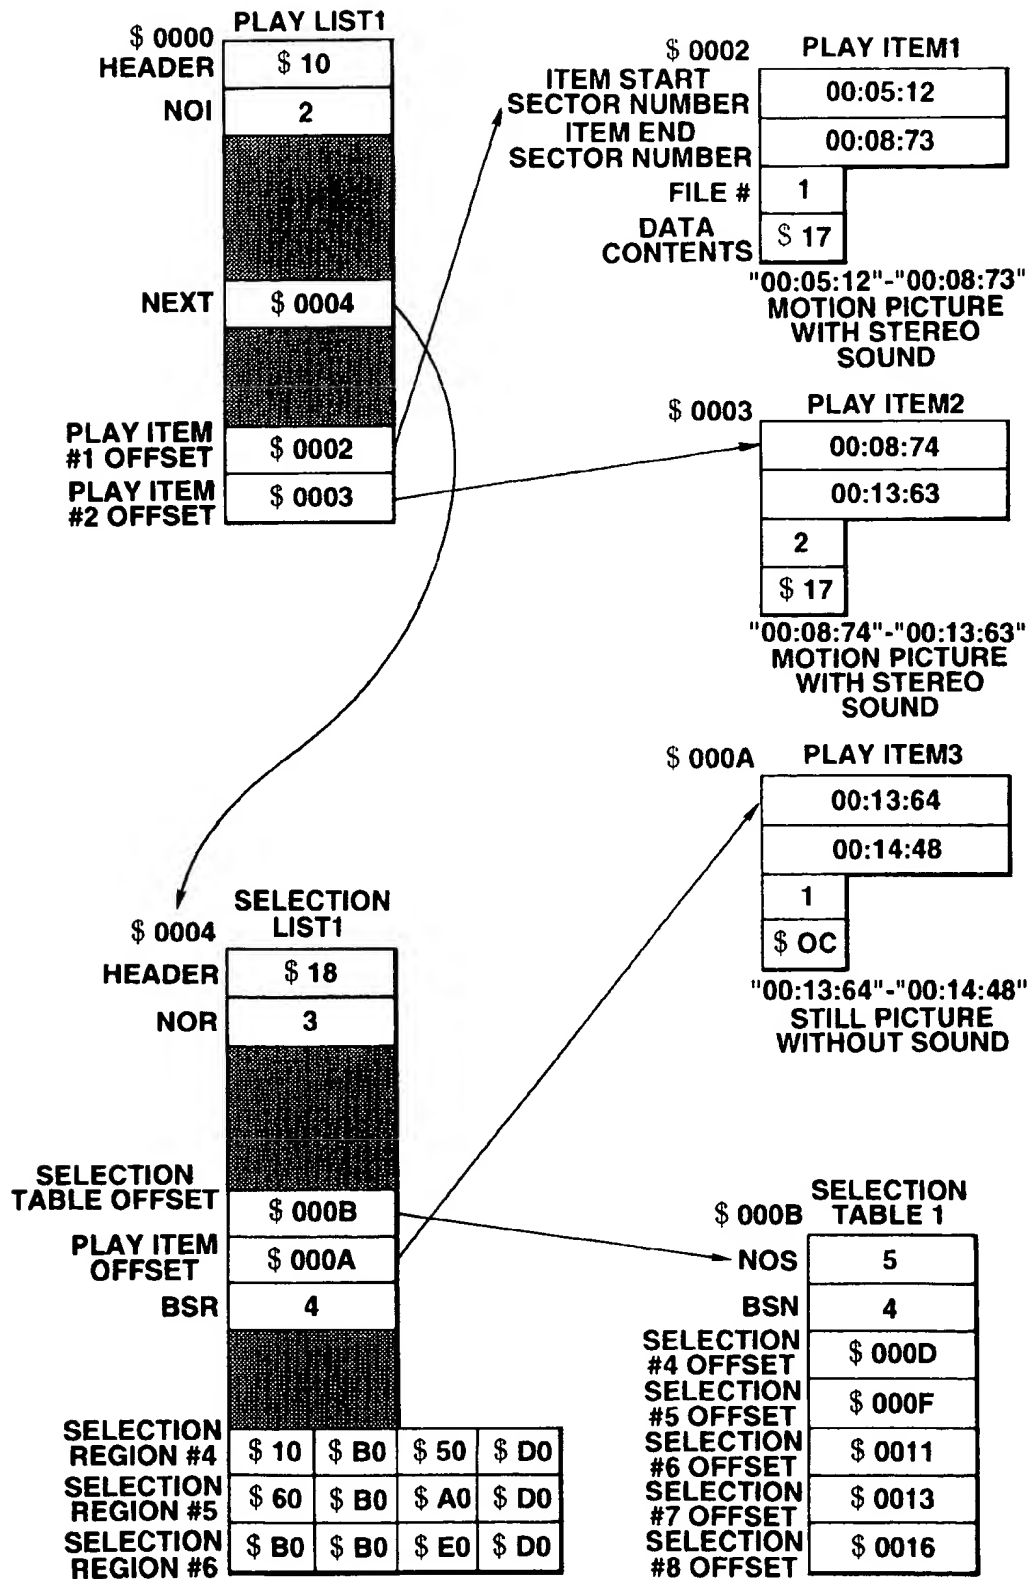 PLAY LIST1
$ 0000
HEADER
$ 10
NOI
2
NEXT
$ 0004
PLAY ITEM
#1 OFFSET
$ 0002
PLAY ITEM
#2 OFFSET
$ 0003
$ 0002
PLAY ITEM1
ITEM START
SECTOR NUMBER
00:05:12
ITEM END
SECTOR NUMBER
00:08:73
FILE #
1
DATA
CONTENTS
$ 17
"00:05:12"-"00:08:73"
MOTION PICTURE
WITH STEREO
SOUND
$ 0003
PLAY ITEM2
00:08:74
00:13:63
2
$ 17
"00:08:74"-"00:13:63"
MOTION PICTURE
WITH STEREO
SOUND
$ 000A
PLAY ITEM3
00:13:64
00:14:48
1
$ OC
"00:13:64"-"00:14:48"
STILL PICTURE
WITHOUT SOUND
$ 0004
SELECTION
LIST1
HEADER
$ 18
NOR
3
SELECTION
TABLE OFFSET
$ 000B
PLAY ITEM
OFFSET
$ 000A
BSR
4
SELECTION
REGION #4
$ 10 $ B0 $ 50 $ D0
SELECTION
REGION #5
$ 60 $ B0 $ A0 $ D0
SELECTION
REGION #6
$ B0 $ B0 $ E0 $ D0
$ 000B
SELECTION
TABLE 1
NOS
5
BSN
4
SELECTION
#4 OFFSET
$ 000D
SELECTION
#5 OFFSET
$ 000F
SELECTION
#6 OFFSET
$ 0011
SELECTION
#7 OFFSET
$ 0013
SELECTION
#8 OFFSET
$ 0016